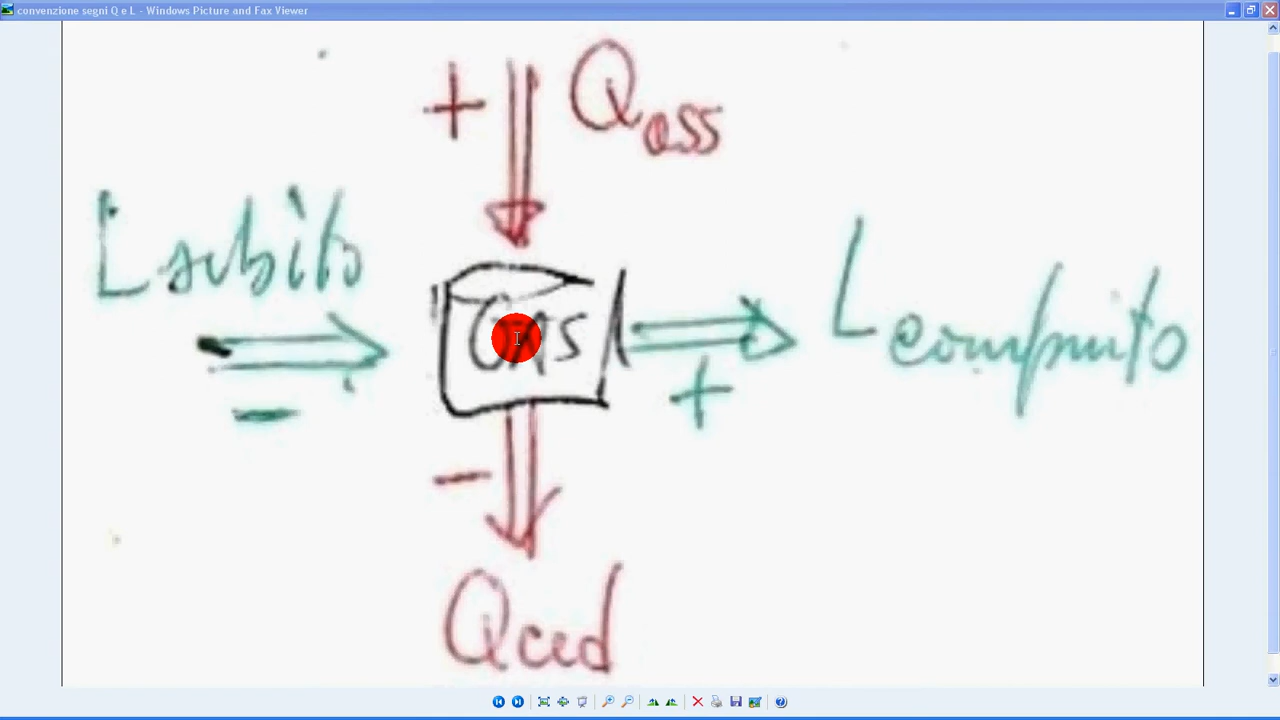 convenzione segni Q e L - Windows Picture and Fax Viewer
+ Qass
Lsubito
GAS
Lcompiuto
-
+
-
Qced